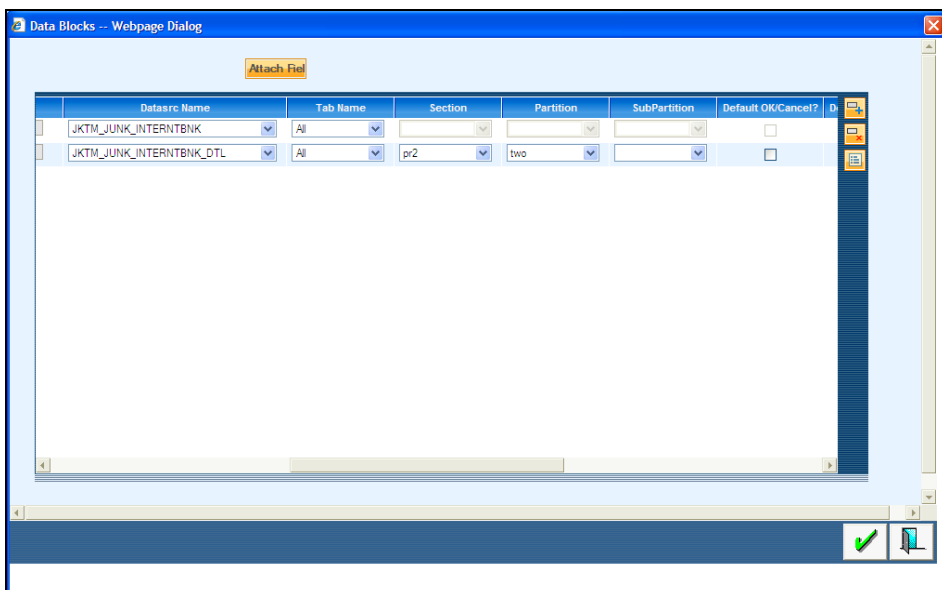 Data Blocks -- Webpage Dialog
Attach Fiel
Datasrc Name Tab Name Section Partition SubPartition Default OK/Cancel? D
JKTM_JUNK_INTERNTBNK All
JKTM_JUNK_INTERNTBNK_DTL All pr2 two